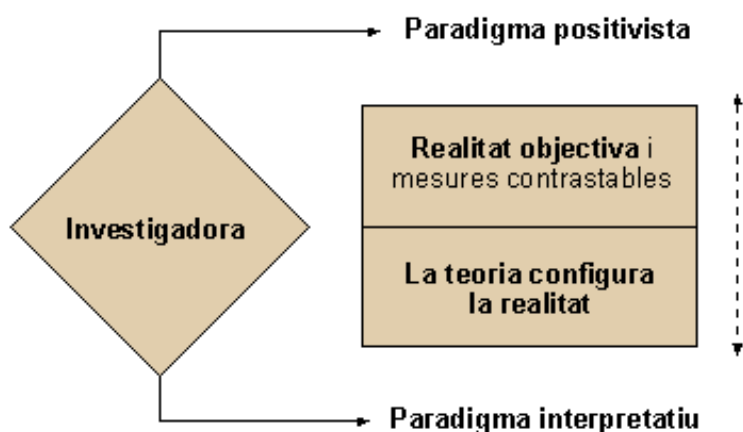 Paradigma positivista
Realitat objectiva i
mesures contrastables
Investigadora
La teoria configura
la realitat
Paradigma interpretatiu